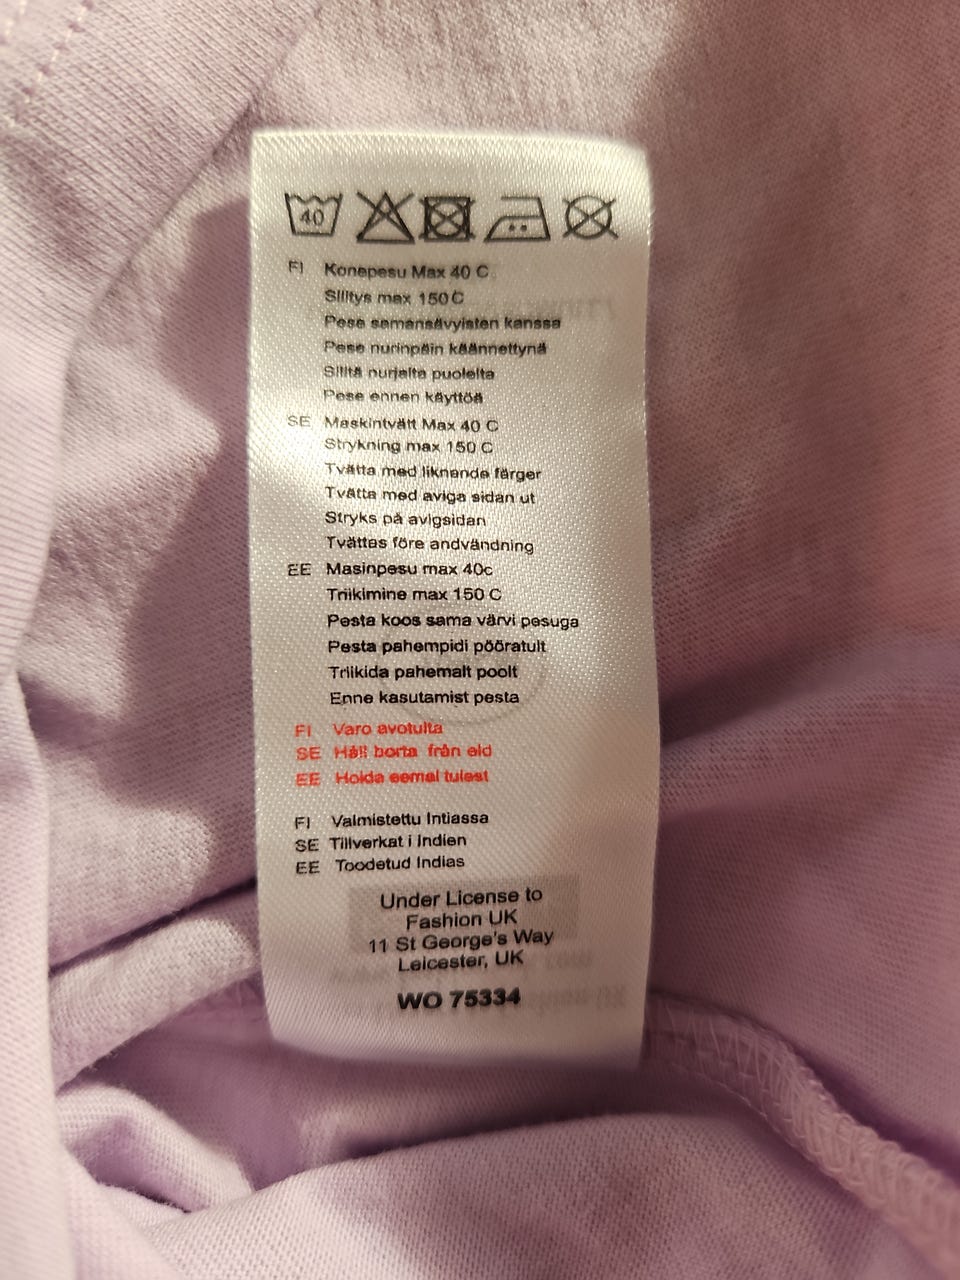 40
FI Konepesu Max 40 C
Silitys max 150 C
Pese samansävyisten kanssa
Pese nurinpäin käännettynä
Silitä nurjalta puolelta
Pese ennen käyttöä
SE Maskintvätt Max 40 C
Strykning max 150 C
Tvätta med liknande färger
Tvätta med aviga sidan ut
Stryks på avigsidan
Tvättas före andvändning
EE Masinpesu max 40c
Triikimine max 150 C
Pesta koos sama värvi pesuga
Pesta pahempidi pööratult
Triikida pahemalt poolt
Enne kasutamist pesta
FI Varo avotulta
SE Håll borta från eld
EE Hoida eemal tulest
FI Valmistettu Intiassa
SE Tillverkat i Indien
EE Toodetud Indias
Under License to
Fashion UK
11 St George's Way
Leicester, UK
WO 75334